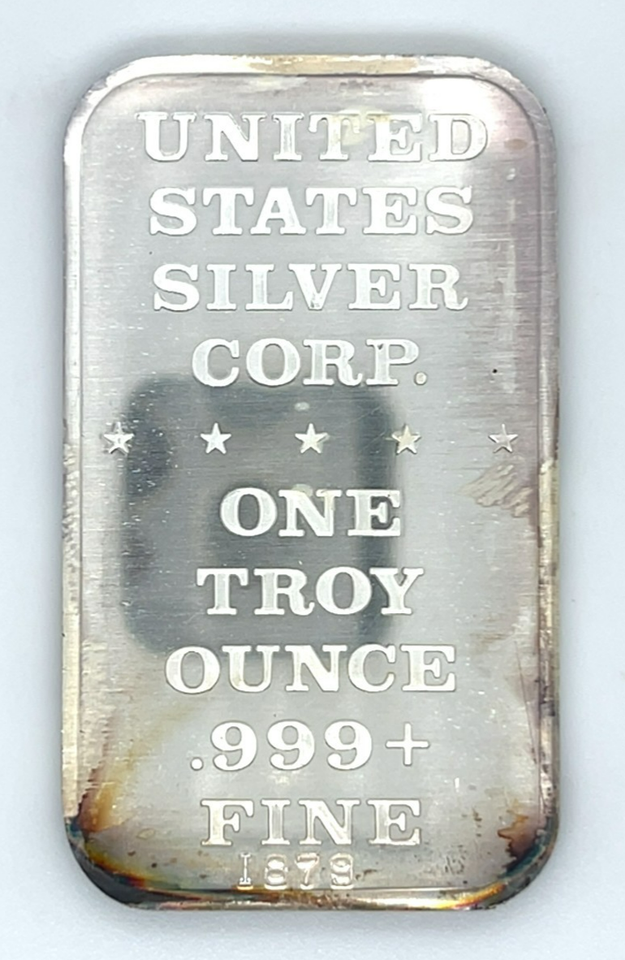 UNITED
STATES
SILVER
CORP.
ONE
TROY
OUNCE
.999+
FINE
1879